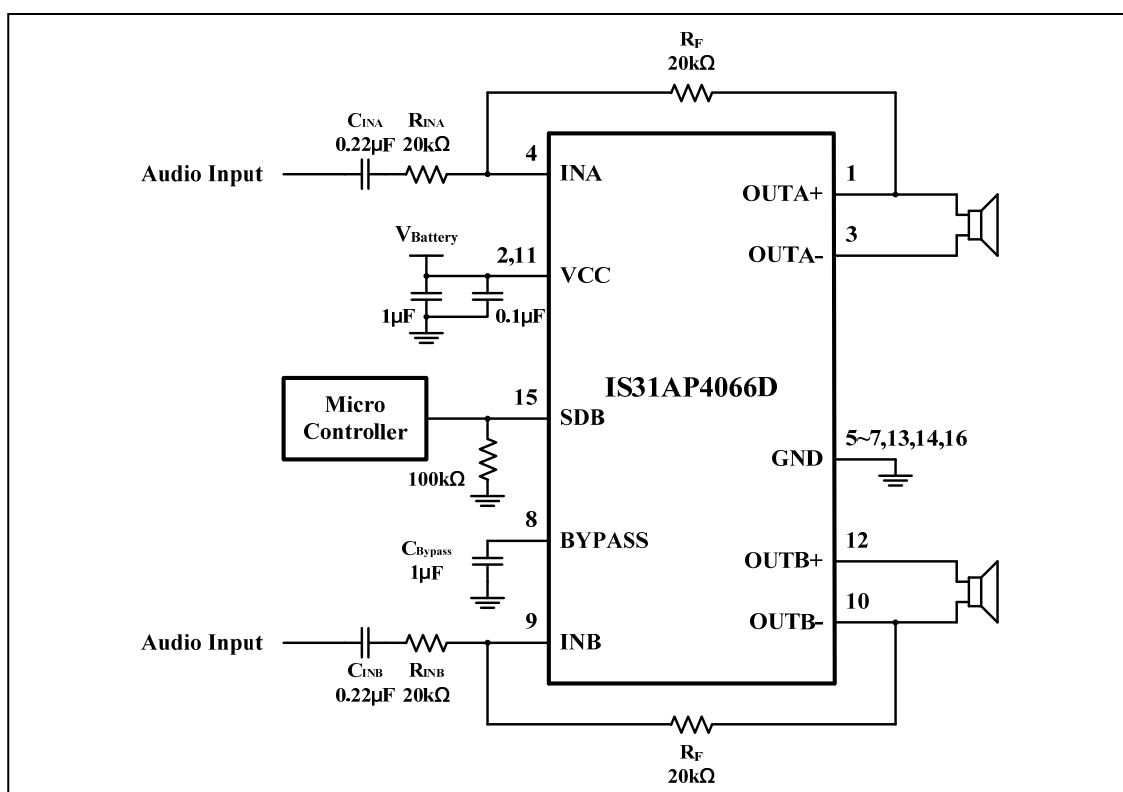 RF
20kΩ
CINA
0.22µF
RINA
20kΩ
Audio Input
4
INA
1
OUTA+
3
OUTA-
VBattery
2,11
VCC
1µF
0.1µF
IS31AP4066D
Micro
Controller
15
SDB
100kΩ
5~7,13,14,16
GND
8
BYPASS
CBypass
1µF
12
OUTB+
10
OUTB-
9
INB
Audio Input
CINB
0.22µF
RINB
20kΩ
RF
20kΩ